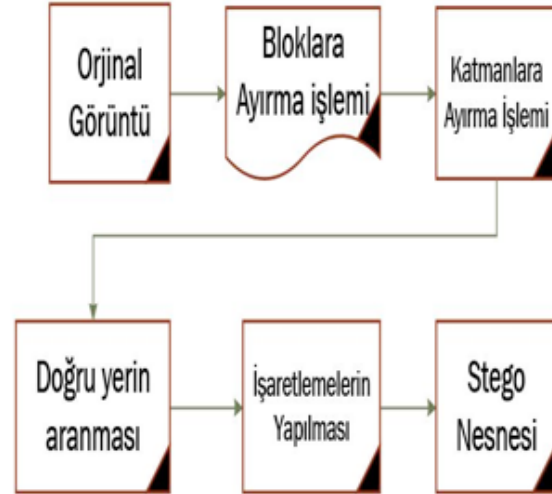 Orjinal
Görüntü
Bloklara
Ayırma işlemi
Katmanlara
Ayırma İşlemi
Doğru yerin
aranması
İşaretlemelerin
Yapılması
Stego
Nesnesi